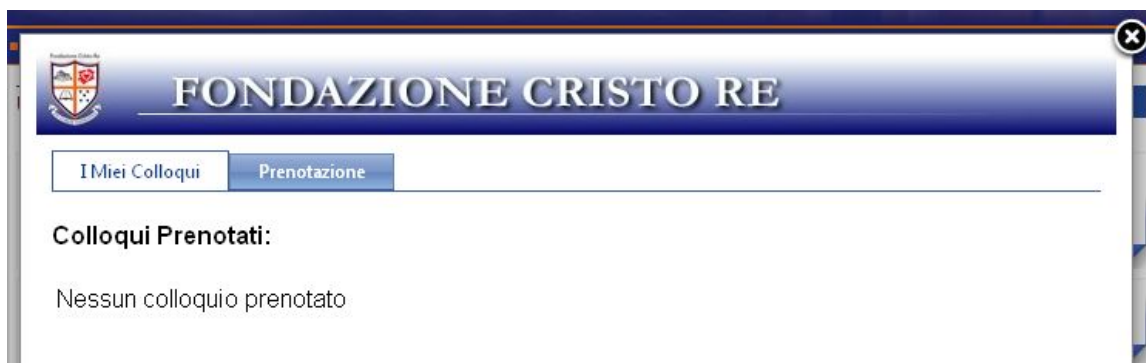 FONDAZIONE CRISTO RE
I Miei Colloqui
Prenotazione
Colloqui Prenotati:
Nessun colloquio prenotato